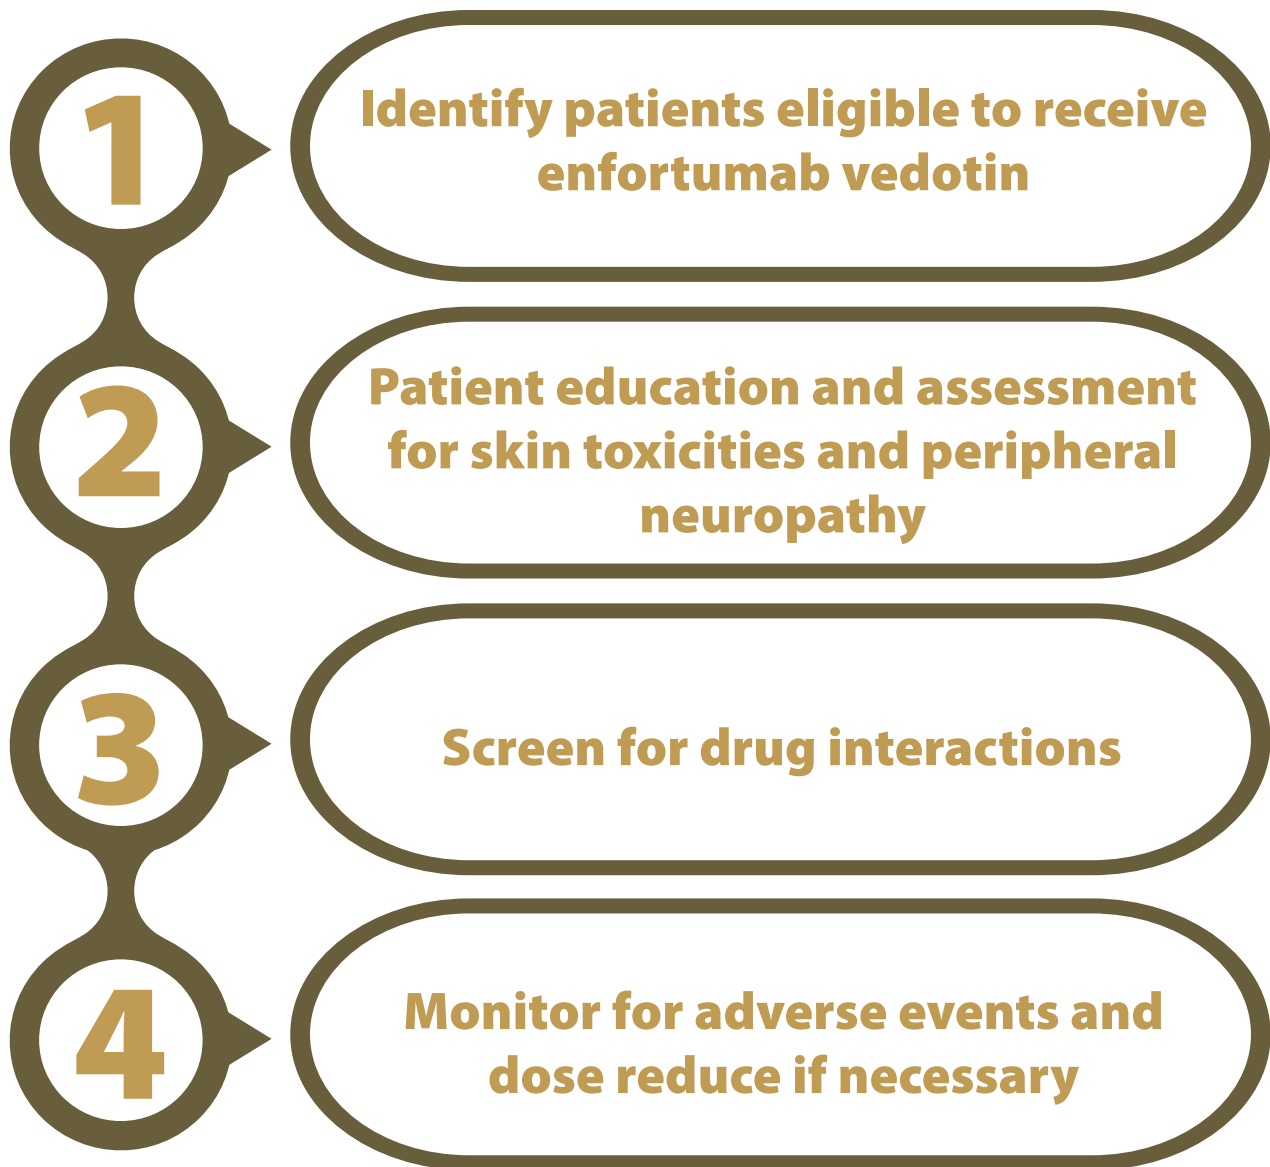 1
Identify patients eligible to receive
enfortumab vedotin
2
Patient education and assessment
for skin toxicities and peripheral
neuropathy
3
Screen for drug interactions
4
Monitor for adverse events and
dose reduce if necessary